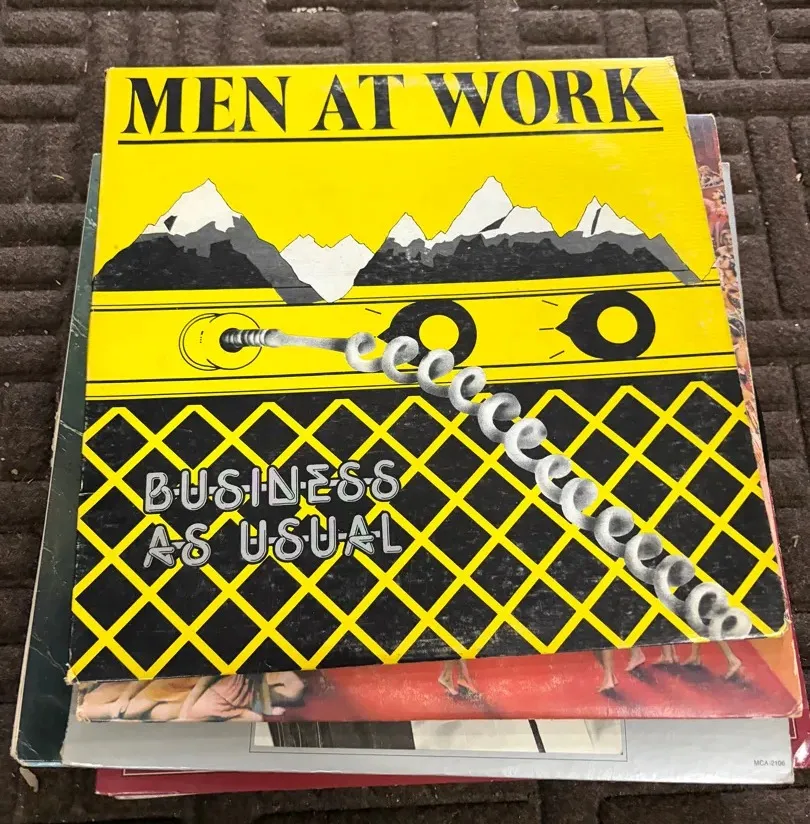 MEN AT WORK
BUSINESS
AS USUAL
MCA-2106